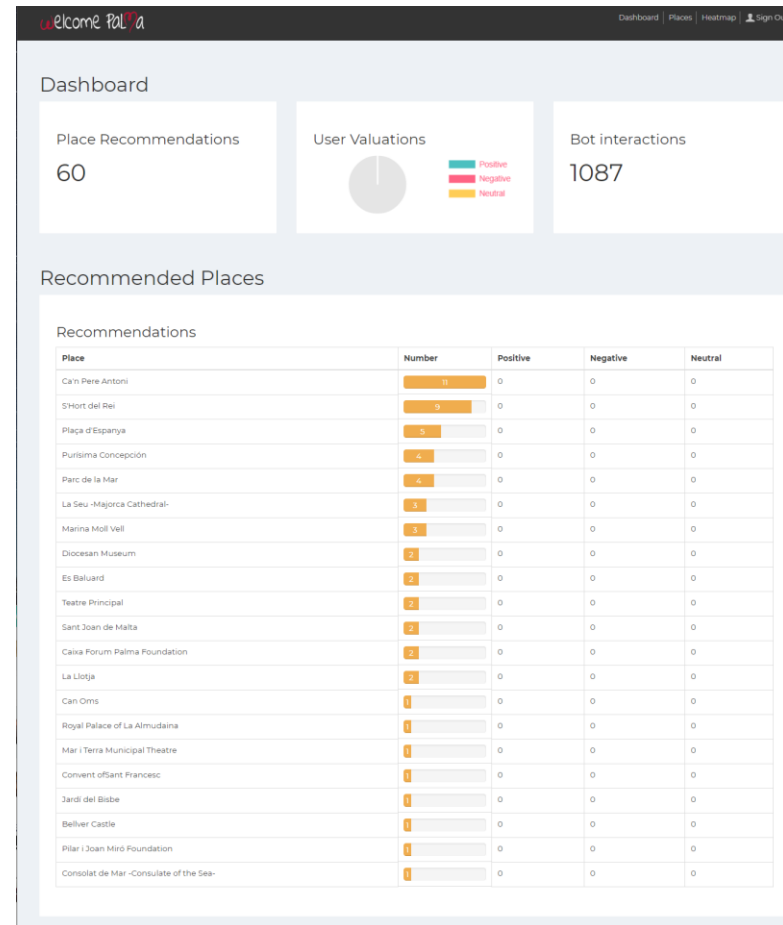 welcome Palma
Dashboard Places Heatmap Sign Ou
Dashboard
Place Recommendations
60
User Valuations
Positive
Negative
Neutral
Bot interactions
1087
Recommended Places
Recommendations
Place Number Positive Negative Neutral
Ca'n Pere Antoni 11 0 0 0
S'Hort del Rei 9 0 0 0
Plaça d'Espanya 5 0 0 0
Purísima Concepción 4 0 0 0
Parc de la Mar 4 0 0 0
La Seu -Majorca Cathedral- 3 0 0 0
Marina Moll Vell 3 0 0 0
Diocesan Museum 2 0 0 0
Es Baluard 2 0 0 0
Teatre Principal 2 0 0 0
Sant Joan de Malta 2 0 0 0
Caixa Forum Palma Foundation 2 0 0 0
La Llotja 2 0 0 0
Can Oms 1 0 0 0
Royal Palace of La Almudaina 1 0 0 0
Mar i Terra Municipal Theatre 1 0 0 0
Convent ofSant Francesc 1 0 0 0
Jardí del Bisbe 1 0 0 0
Bellver Castle 1 0 0 0
Pilar i Joan Miró Foundation 1 0 0 0
Consolat de Mar -Consulate of the Sea- 1 0 0 0